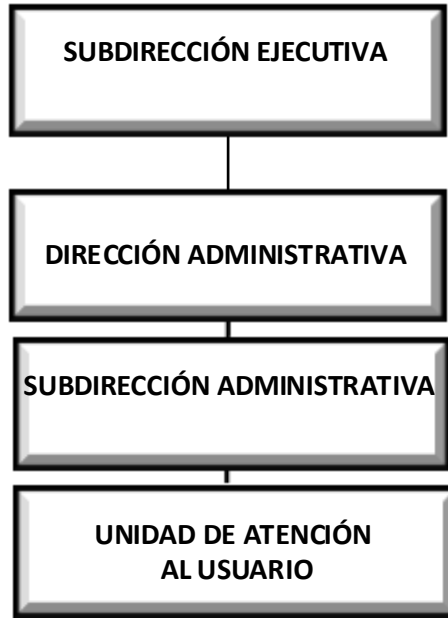 SUBDIRECCIÓN EJECUTIVA
DIRECCIÓN ADMINISTRATIVA
SUBDIRECCIÓN ADMINISTRATIVA
UNIDAD DE ATENCIÓN
AL USUARIO